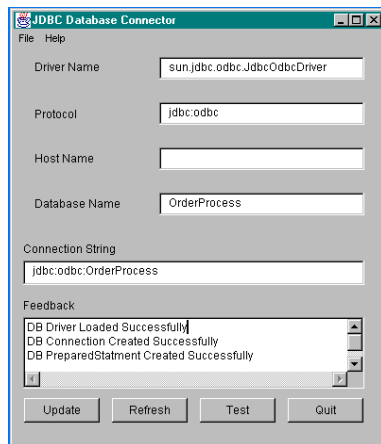 JDBC Database Connector
File Help
Driver Name sun.jdbc.odbc.JdbcOdbcDriver
Protocol jdbc:odbc
Host Name
Database Name OrderProcess
Connection String
jdbc:odbc:OrderProcess
Feedback
DB Driver Loaded Successfully
DB Connection Created Successfully
DB PreparedStatment Created Successfully
Update Refresh Test Quit